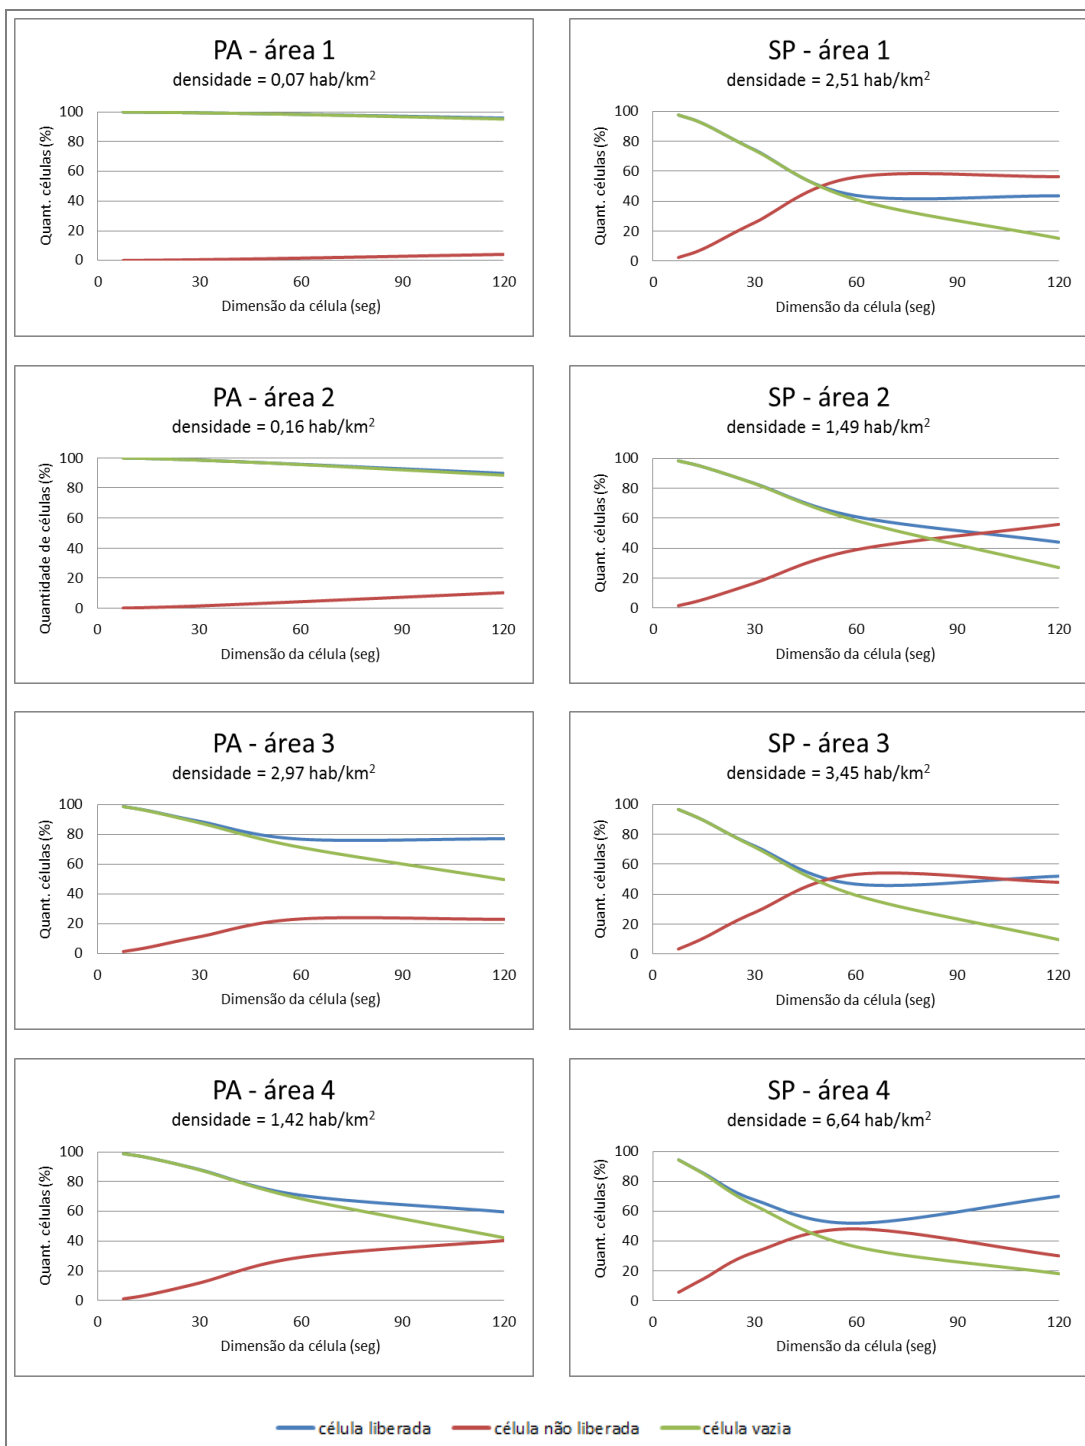 PA - área 1
densidade = 0,07 hab/km²
Quant. células (%)
100
80
60
40
20
0
0 30 60 90 120
Dimensão da célula (seg)
SP - área 1
densidade = 2,51 hab/km²
Quant. células (%)
100
80
60
40
20
0
0 30 60 90 120
Dimensão da célula (seg)
PA - área 2
densidade = 0,16 hab/km²
Quantidade de células (%)
100
80
60
40
20
0
0 30 60 90 120
Dimensão da célula (seg)
SP - área 2
densidade = 1,49 hab/km²
Quant. células (%)
100
80
60
40
20
0
0 30 60 90 120
Dimensão da célula (seg)
PA - área 3
densidade = 2,97 hab/km²
Quant. células (%)
100
80
60
40
20
0
0 30 60 90 120
Dimensão da célula (seg)
SP - área 3
densidade = 3,45 hab/km²
Quant. células (%)
100
80
60
40
20
0
0 30 60 90 120
Dimensão da célula (seg)
PA - área 4
densidade = 1,42 hab/km²
Quant. células (%)
100
80
60
40
20
0
0 30 60 90 120
Dimensão da célula (seg)
SP - área 4
densidade = 6,64 hab/km²
Quant. células (%)
100
80
60
40
20
0
0 30 60 90 120
Dimensão da célula (seg)
célula liberada célula não liberada célula vazia